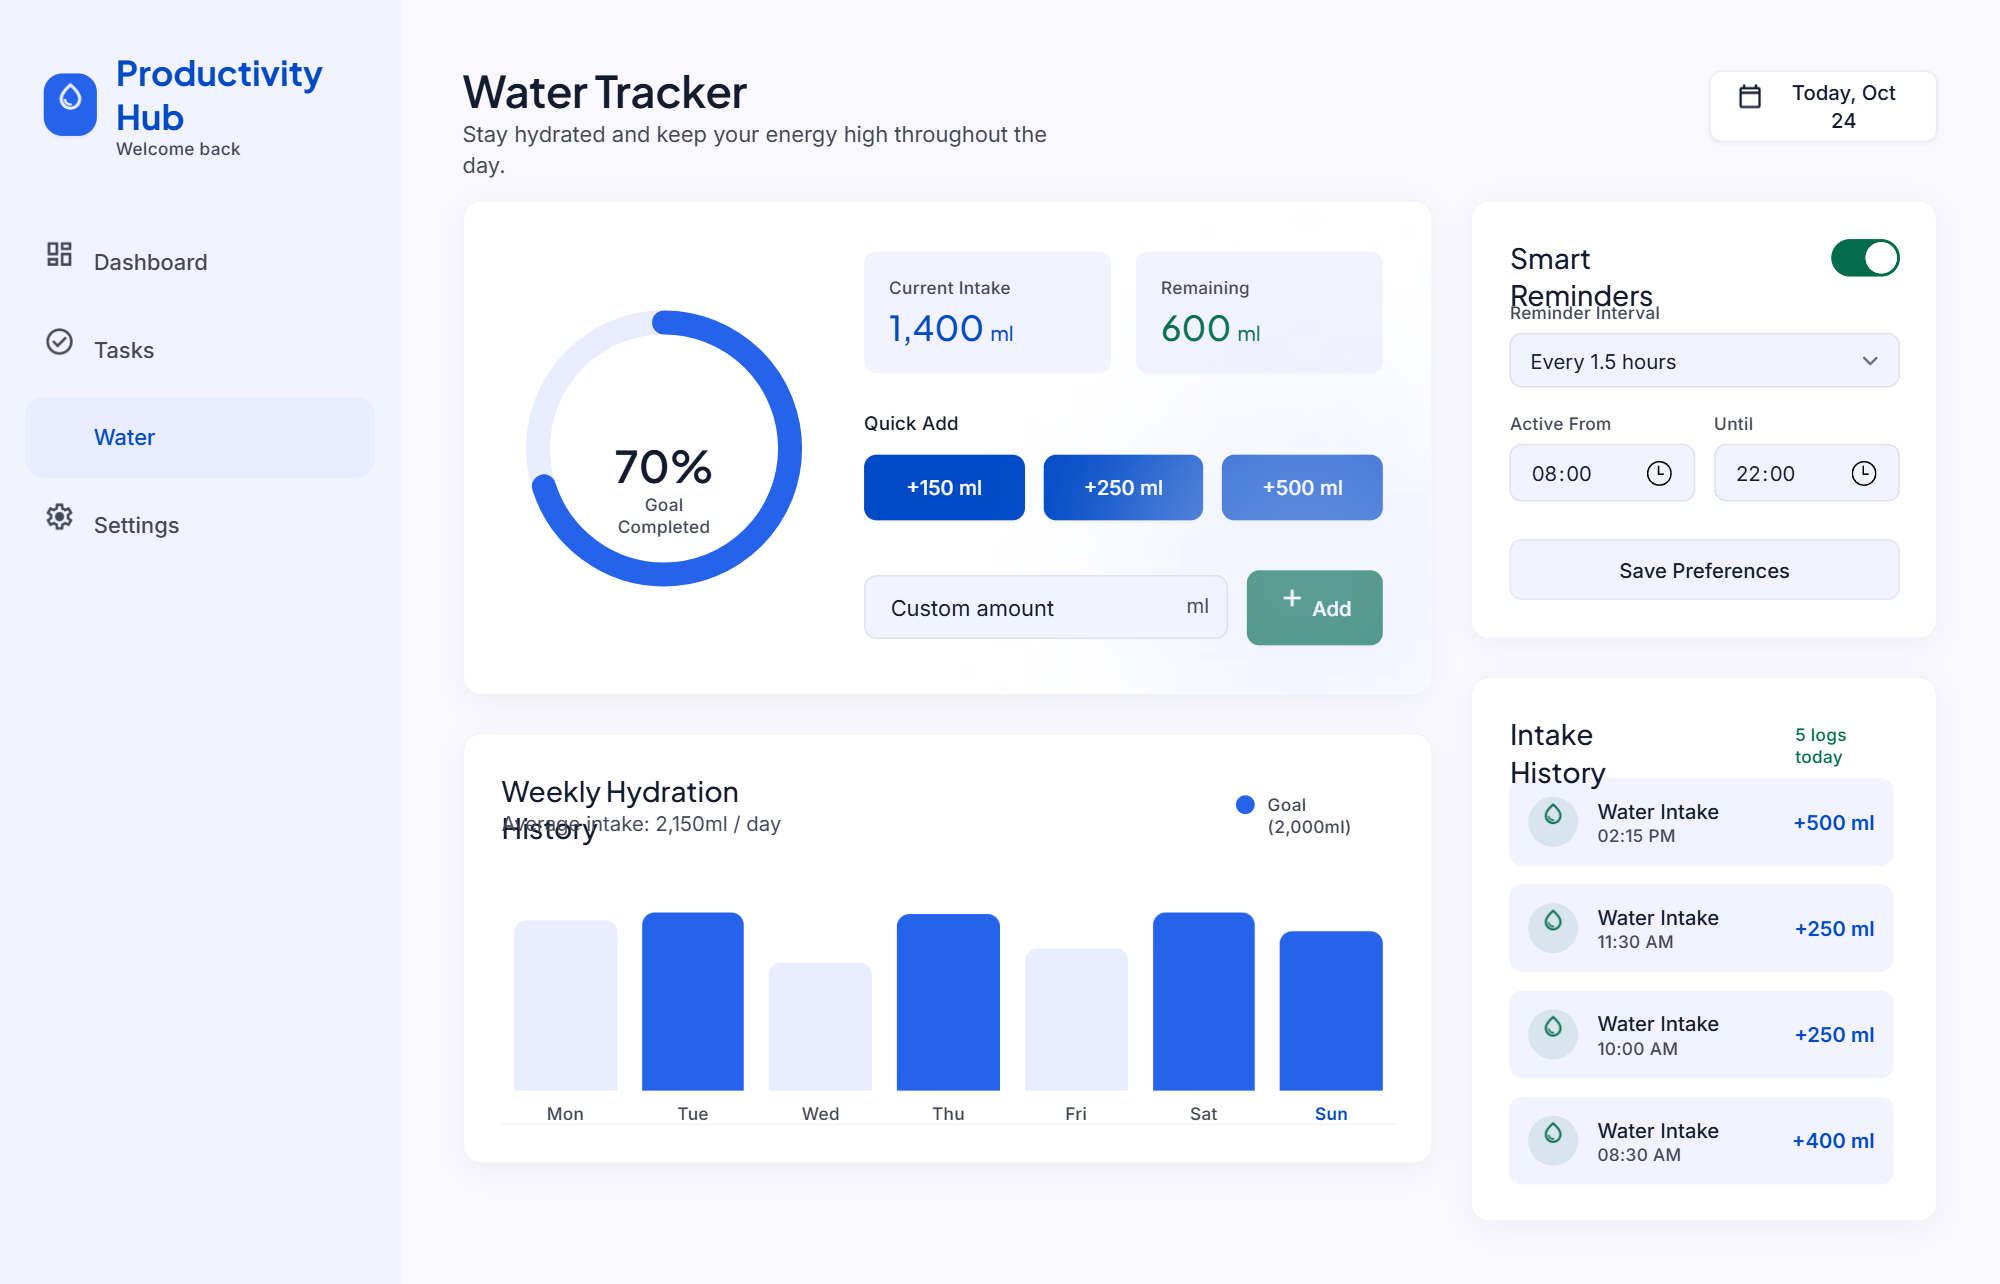 Productivity
Hub
Welcome back
Dashboard
Tasks
Water
Settings
Water Tracker
Stay hydrated and keep your energy high throughout the
day.
Today, Oct
24
70%
Goal
Completed
Current Intake
1,400 ml
Remaining
600 ml
Quick Add
+150 ml
+250 ml
+500 ml
Custom amount
ml
Add
Weekly Hydration
History
Average intake: 2,150ml / day
Goal
(2,000ml)
Mon
Tue
Wed
Thu
Fri
Sat
Sun
Smart
Reminders
Reminder Interval
Every 1.5 hours
Active From
Until
08:00
22:00
Save Preferences
Intake
History
5 logs
today
Water Intake
02:15 PM
+500 ml
Water Intake
11:30 AM
+250 ml
Water Intake
10:00 AM
+250 ml
Water Intake
08:30 AM
+400 ml